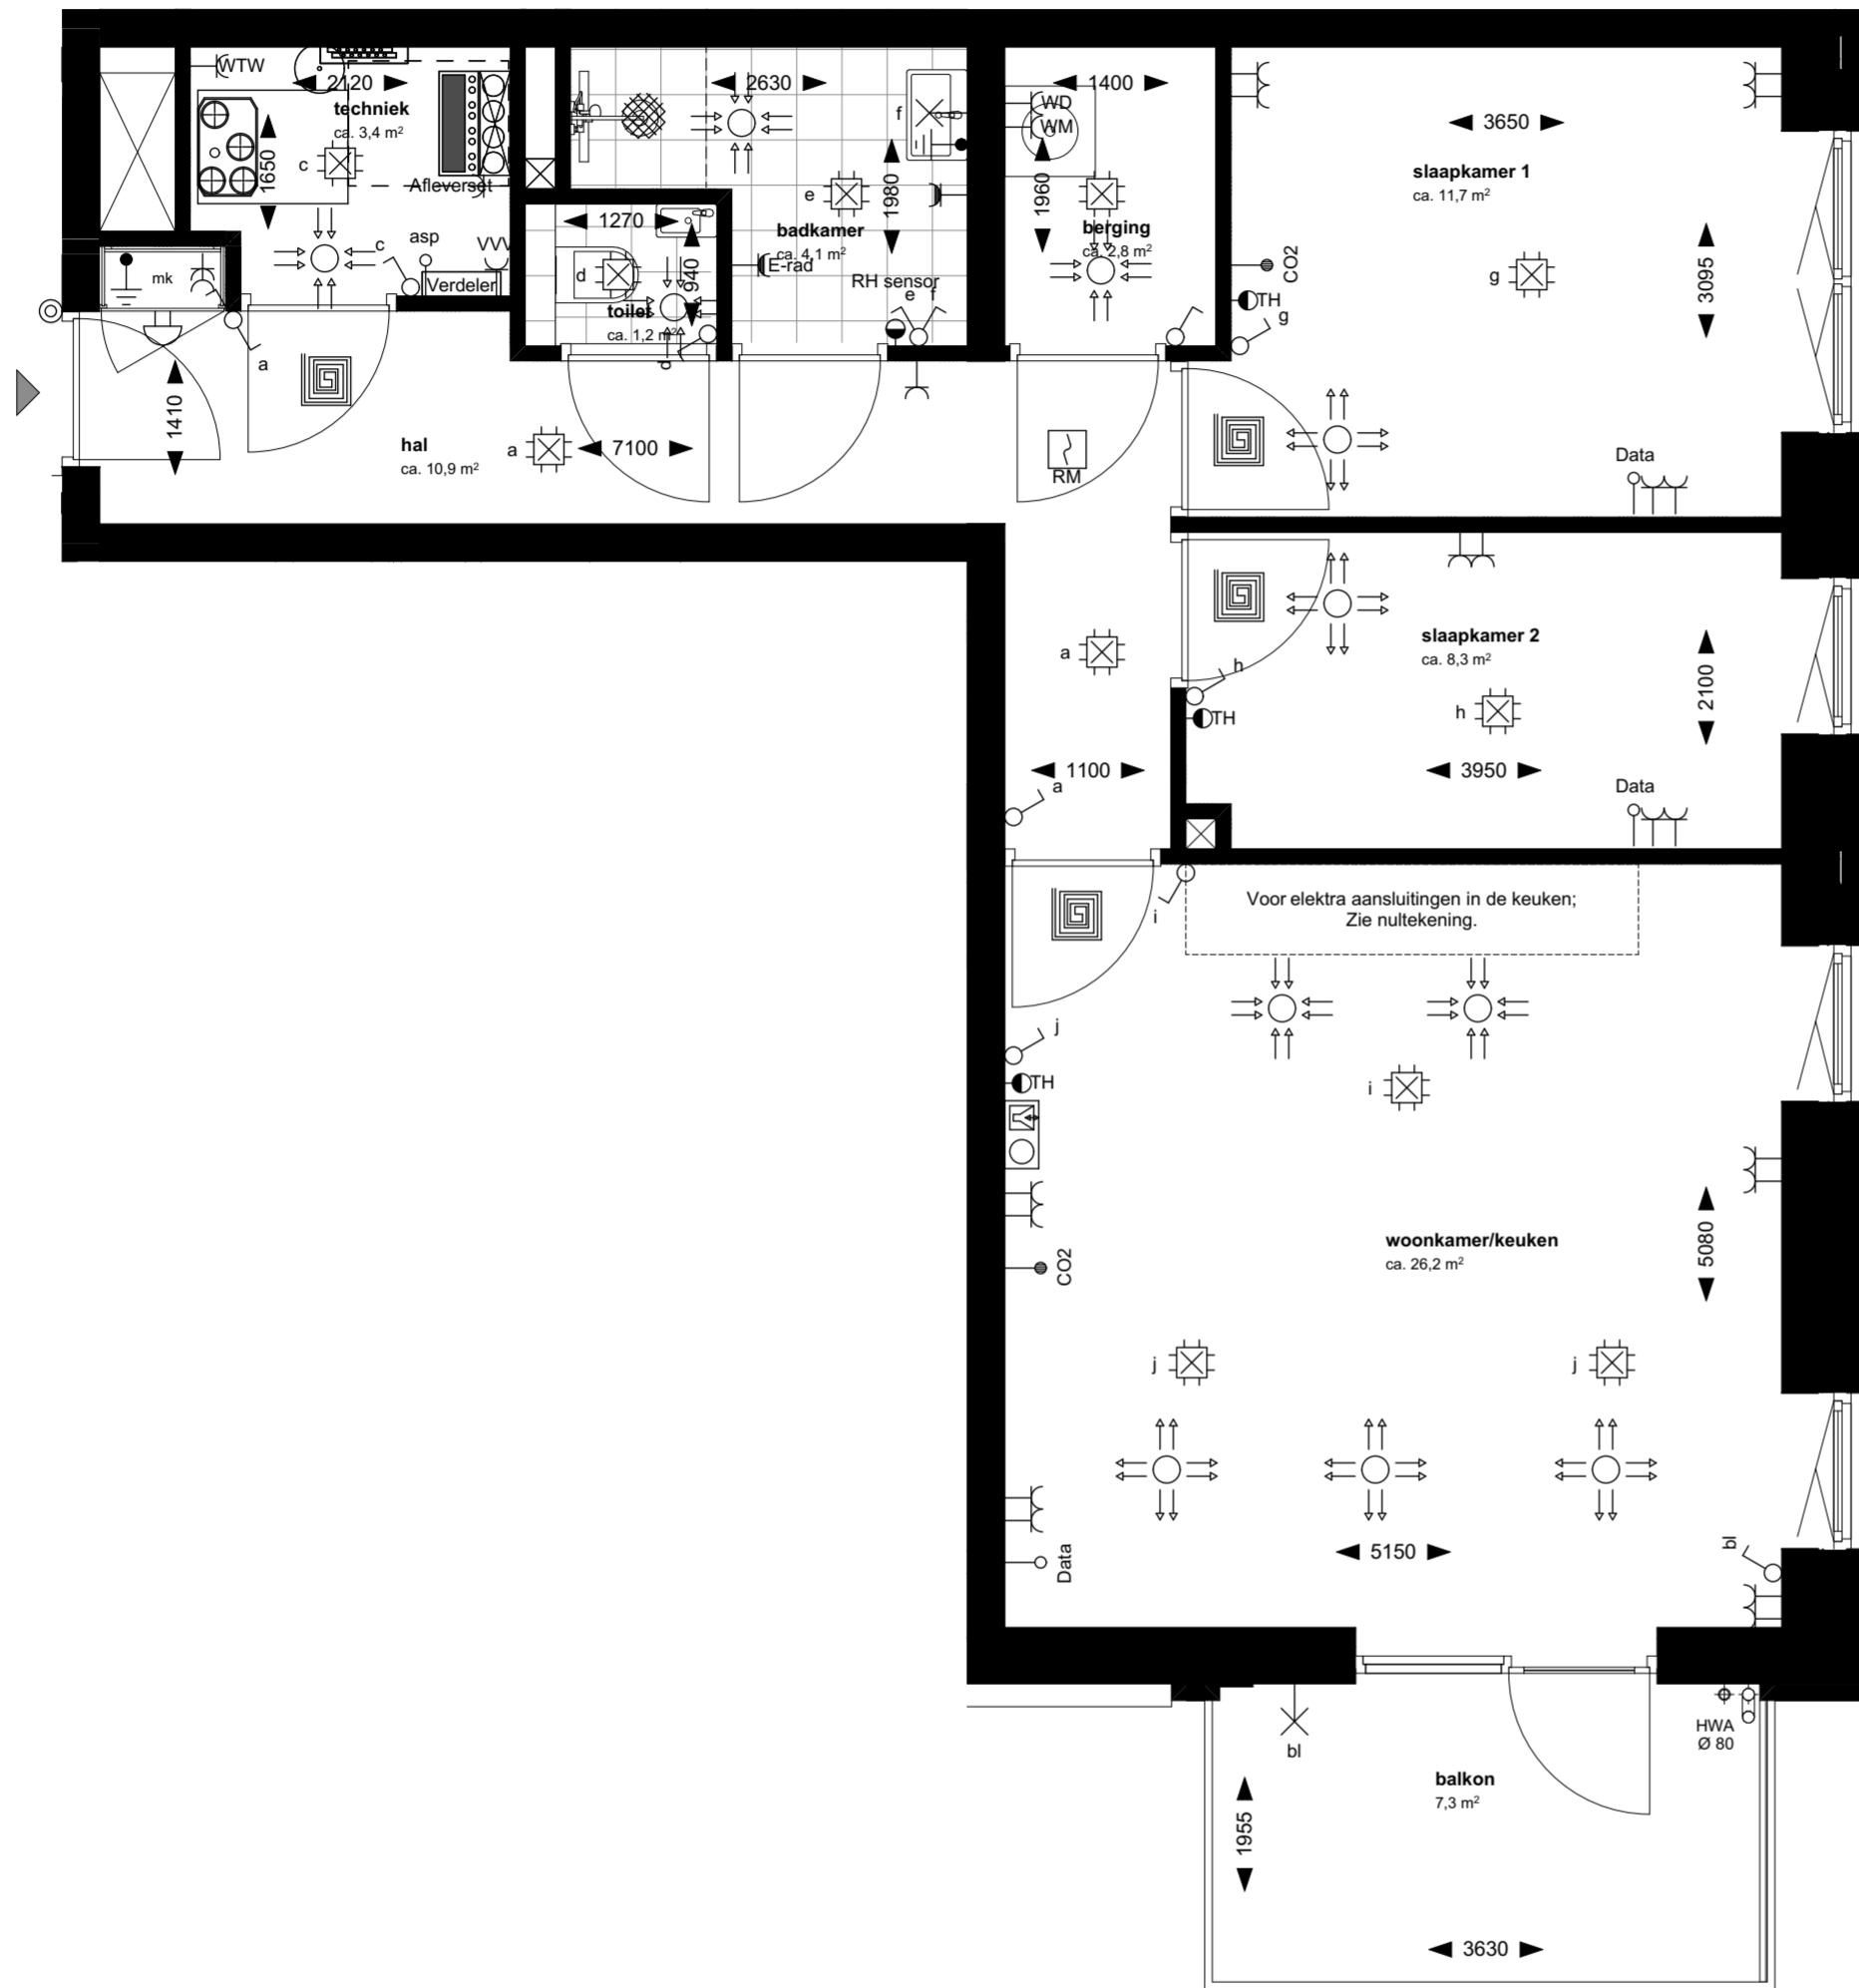 WTW
2120
techniek
ca. 3,4 m²
c
1650
Afleverset
c
asp
VVV
Verdeler
mk
a
1410
hal
ca. 10,9 m²
a
7100
1270
940
d
toilet
ca. 1,2 m²
d
2630
f
e
1980
badkamer
ca. 4,1 m²
E-rad
RH sensor
e
f
1400
WD
WM
1960
berging
ca. 2,8 m²
RM
3650
slaapkamer 1
ca. 11,7 m²
CO2
TH
g
g
3095
Data
slaapkamer 2
ca. 8,3 m²
a
h
TH
h
2100
1100
3950
a
Data
Voor elektra aansluitingen in de keuken;
Zie nultekening.
i
j
TH
i
woonkamer/keuken
ca. 26,2 m²
5080
CO2
j
j
5150
Data
bl
HWA
Ø 80
bl
balkon
7,3 m²
1955
3630